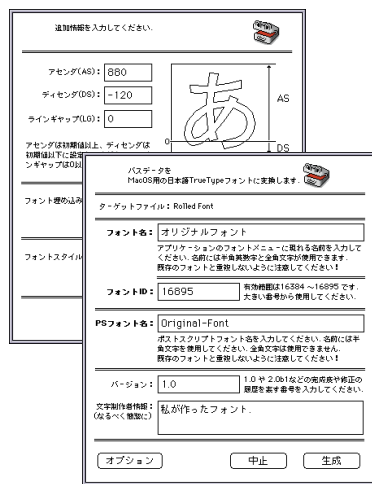 追加情報を入力してください.
アセンダ(AS): 880
ディセンダ(DS): -120
ラインギャップ(LG): 0
あ
AS
0
DS
アセンダは初期値以上、ディセンダは
初期値以下に設定
ンギャップは0以
フォント埋め込み
フォントスタイル
パスデータを
MacOS用の日本語TrueTypeフォントに変換します.
ターゲットファイル: Rolled Font
フォント名: オリジナルフォント
アプリケーションのフォントメニューに現れる名前を入力して
ください. 名前には半角英数字と全角文字が使用できます.
既存のフォントと重複しないように注意してください!
フォントID: 16895
有効範囲は16384 ～16895 です.
大きい番号から使用してください.
PSフォント名: Original-Font
ポストスクリプトフォント名を入力してください. 名前には半
角文字を使用してください. 全角文字は使用できません.
既存のフォントと重複しないように注意してください!
バージョン: 1.0
1.0 や 2.0b1などの完成度や修正の
履歴を表す番号を入力してください.
文字制作者情報:
(なるべく簡潔に)
私が作ったフォント.
オプション
中止
生成